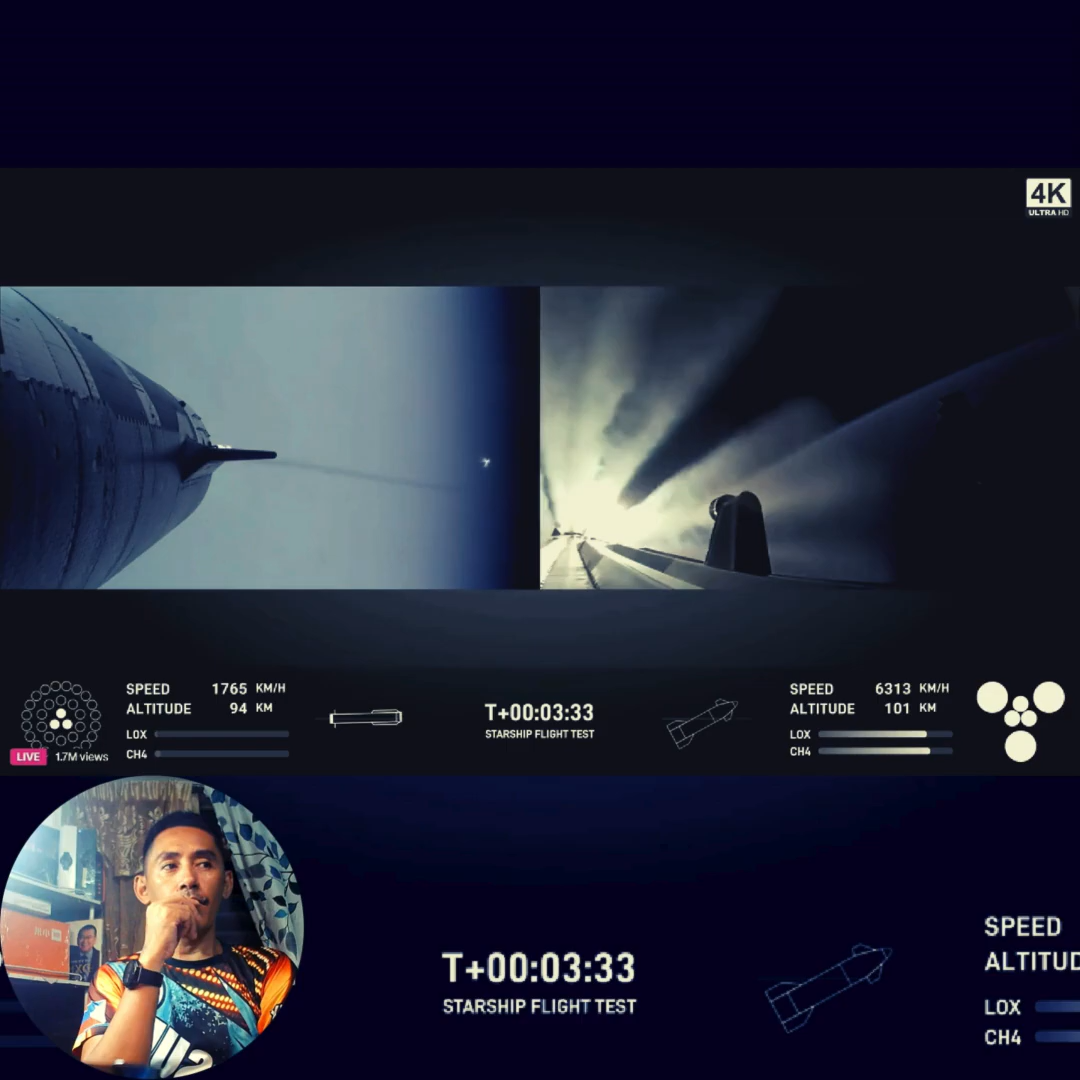 4K
ULTRA HD
SPEED 1765 KM/H
ALTITUDE 94 KM
LOX
CH4
LIVE 1.7M views
T+00:03:33
STARSHIP FLIGHT TEST
SPEED 6313 KM/H
ALTITUDE 101 KM
LOX
CH4
T+00:03:33
STARSHIP FLIGHT TEST
SPEED
ALTITUD
LOX
CH4